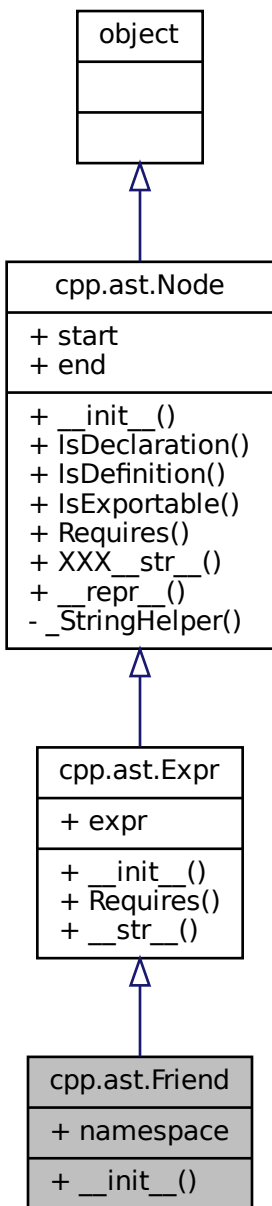 object
cpp.ast.Node
+ start
+ end
+ __init__()
+ IsDeclaration()
+ IsDefinition()
+ IsExportable()
+ Requires()
+ XXX__str__()
+ __repr__()
- _StringHelper()
cpp.ast.Expr
+ expr
+ __init__()
+ Requires()
+ __str__()
cpp.ast.Friend
+ namespace
+ __init__()